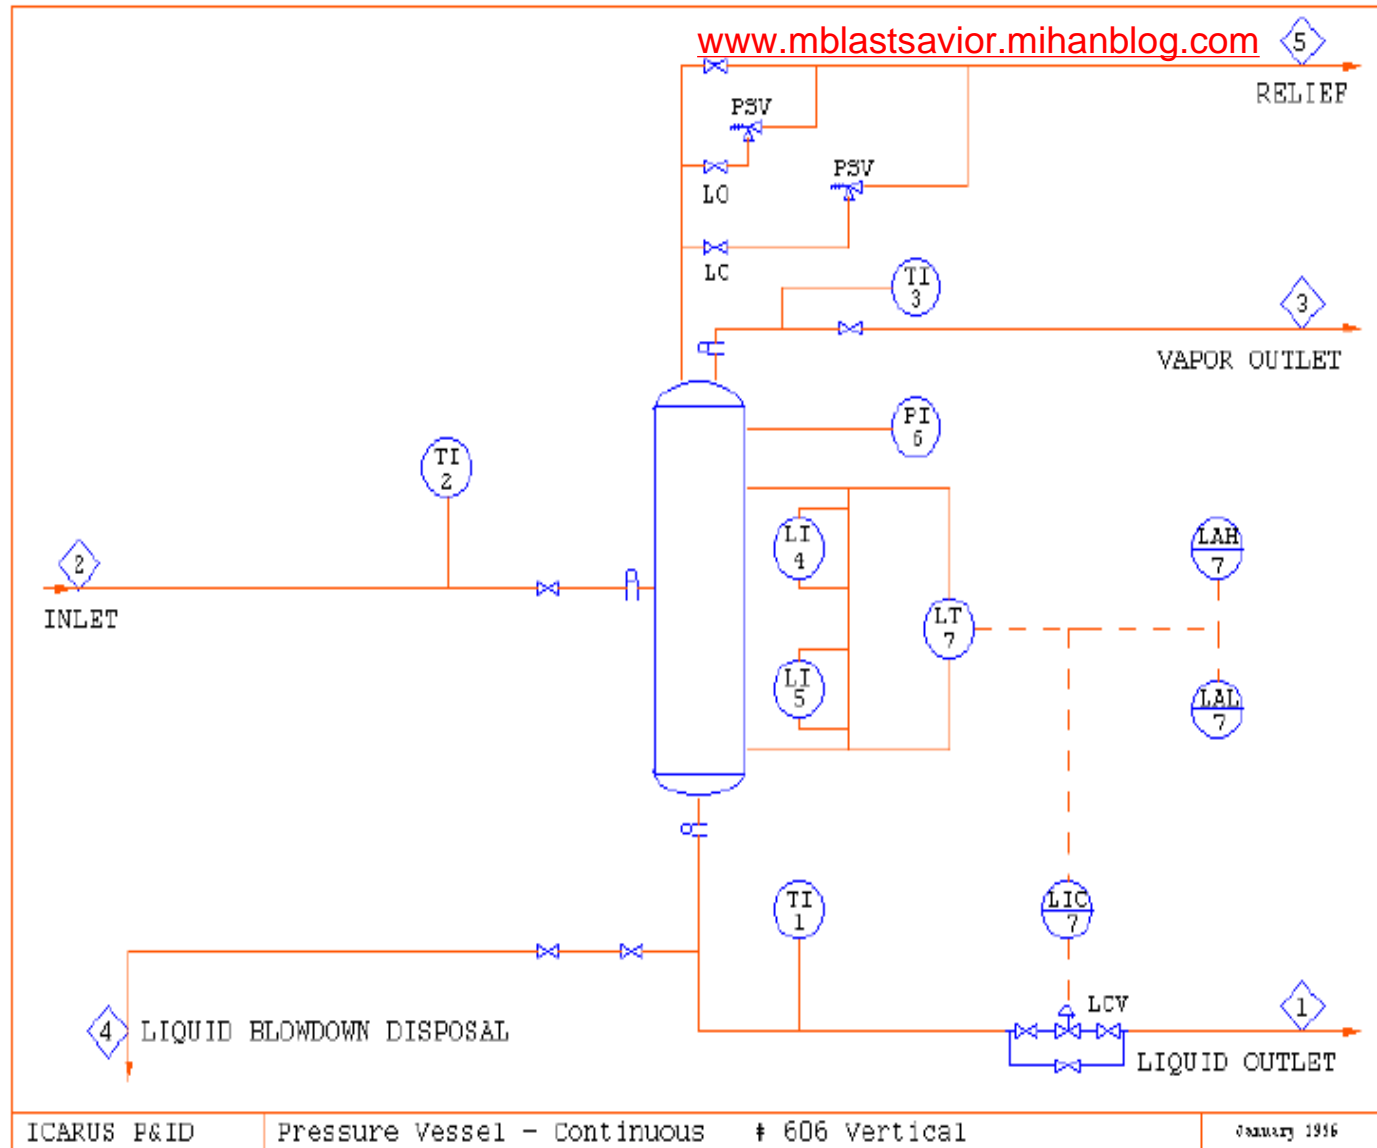 www.mblastsavior.mihanblog.com
5
RELIEF
PSV
PSV
LO
LC
TI
3
3
VAPOR OUTLET
PI
6
TI
2
LI
4
LAH
7
2
INLET
LT
7
LI
5
LAL
7
TI
1
LIC
7
LCV
1
4
LIQUID BLOWDOWN DISPOSAL
LIQUID OUTLET
ICARUS P&ID
Pressure Vessel - Continuous # 606 Vertical
January 1996